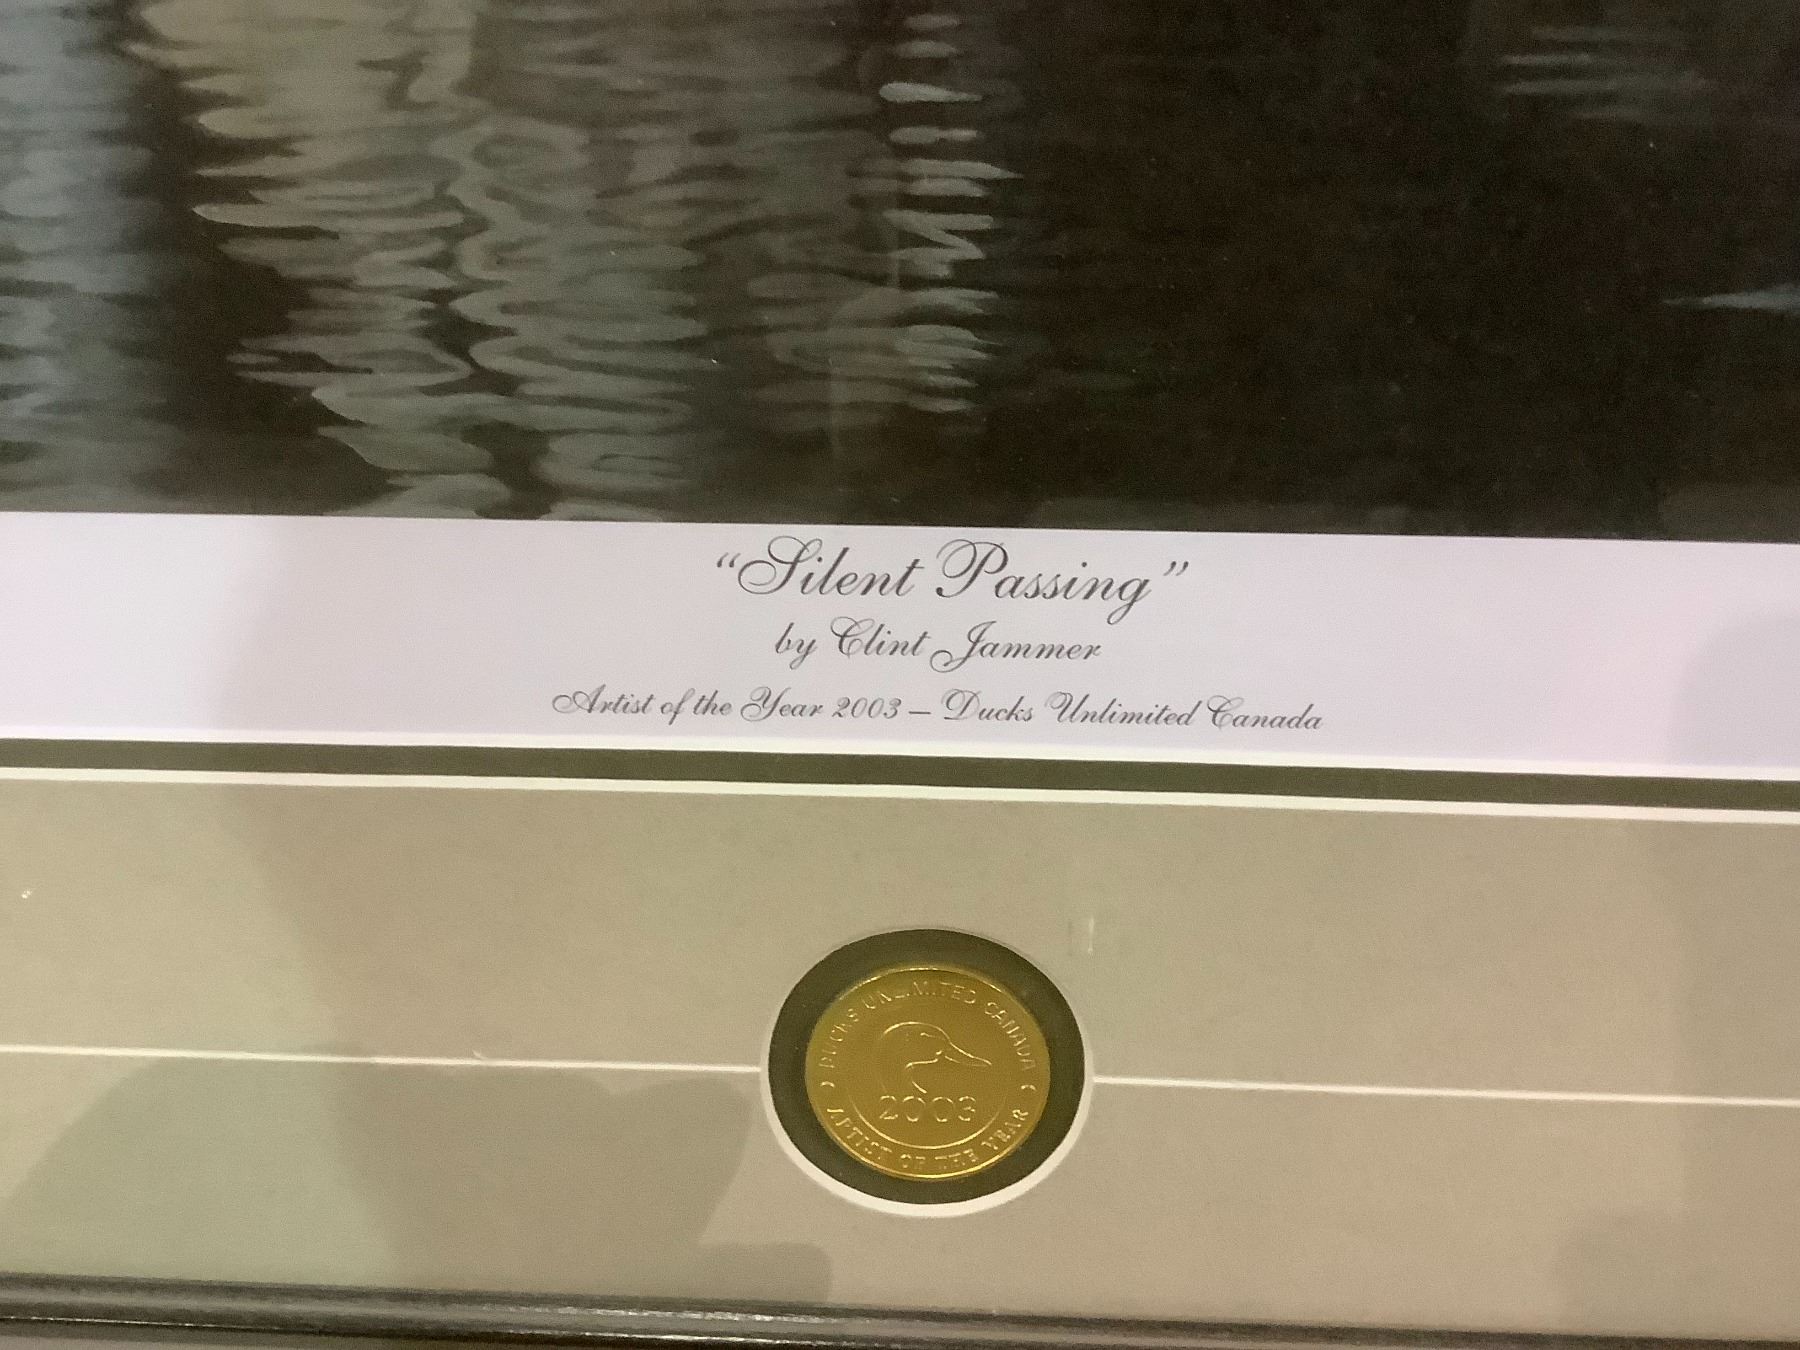 “Silent Passing”
by Clint Jammer
Artist of the Year 2003 – Ducks Unlimited Canada
DUCKS UNLIMITED CANADA
2003
ARTIST OF THE YEAR